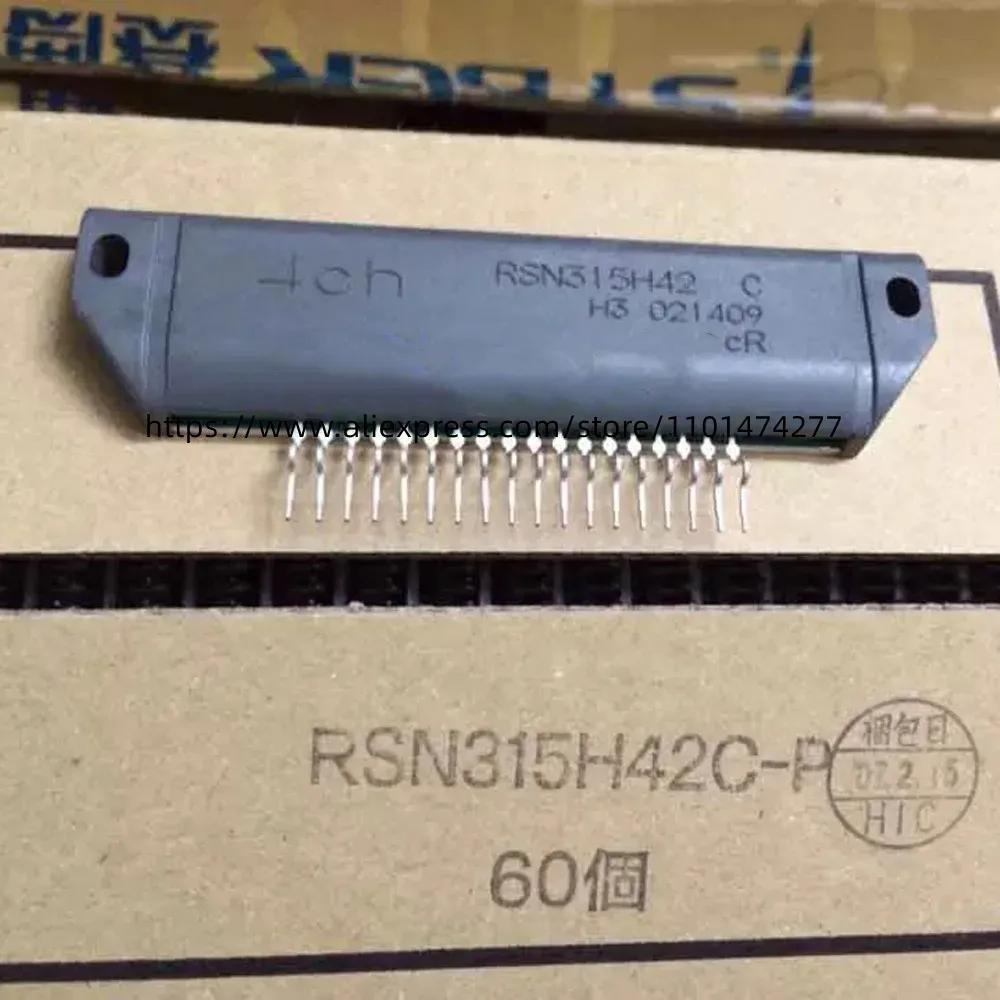 4ch
RSN315H42 C
H3 021409
cR
https://www.aliexpress.com/store/1101474277
RSN315H42C-P
梱包日
07.2.15
HIC
60個